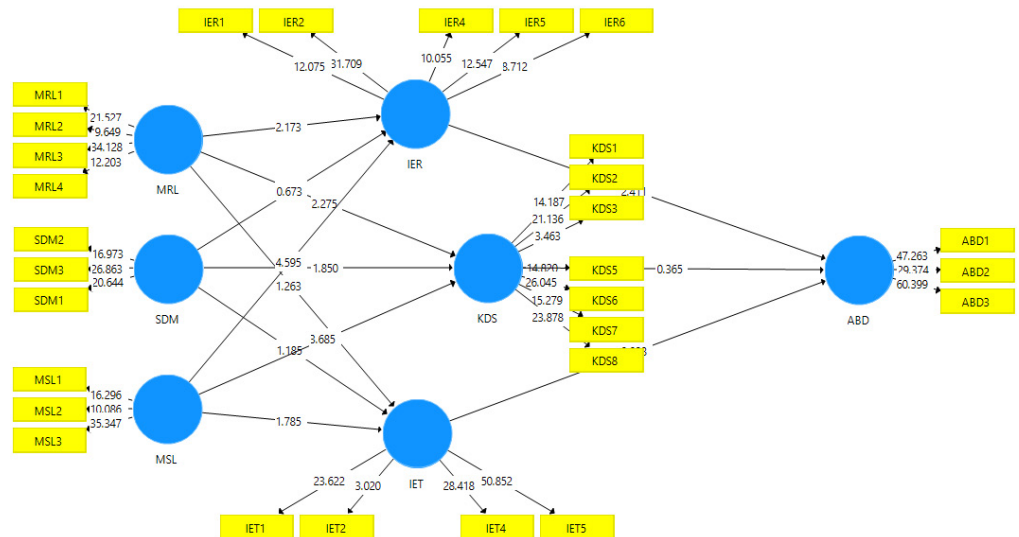 IER1 IER2 IER4 IER5 IER6
12.075 31.709 10.055 12.547 8.712
IER
MRL1
MRL2
MRL3
MRL4
21.527
9.649
34.128
12.203
MRL
2.173
0.673
2.275
SDM2
SDM3
SDM1
16.973
26.863
20.644
SDM
4.595
1.850
1.263
3.685
1.185
1.785
MSL1
MSL2
MSL3
16.296
10.086
35.347
MSL
KDS
14.187
21.136
3.463
14.820
26.045
15.279
23.878
KDS1
KDS2
KDS3
KDS5
KDS6
KDS7
KDS8
2.411
0.365
ABD
47.263
29.374
60.399
ABD1
ABD2
ABD3
IET
23.622 3.020 28.418 50.852
IET1 IET2 IET4 IET5